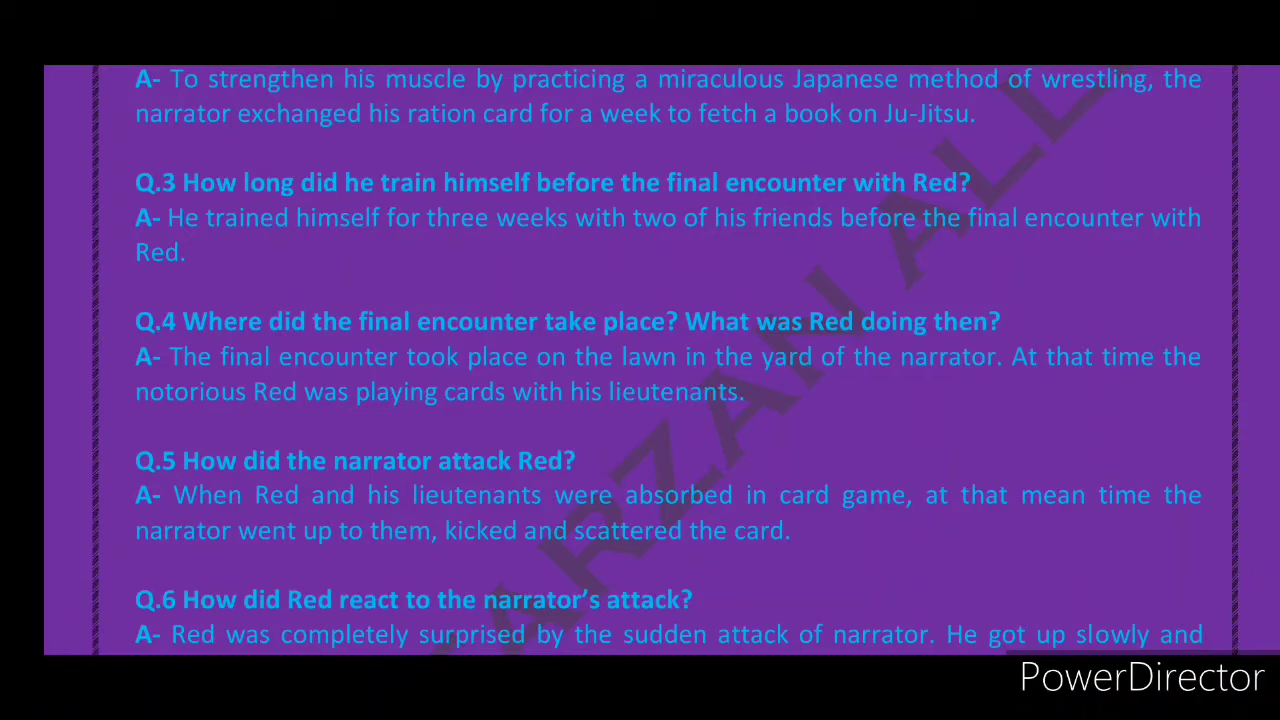 A- To strengthen his muscle by practicing a miraculous Japanese method of wrestling, the
narrator exchanged his ration card for a week to fetch a book on Ju-Jitsu.
Q.3 How long did he train himself before the final encounter with Red?
A- He trained himself for three weeks with two of his friends before the final encounter with
Red.
Q.4 Where did the final encounter take place? What was Red doing then?
A- The final encounter took place on the lawn in the yard of the narrator. At that time the
notorious Red was playing cards with his lieutenants.
Q.5 How did the narrator attack Red?
A- When Red and his lieutenants were absorbed in card game, at that mean time the
narrator went up to them, kicked and scattered the card.
Q.6 How did Red react to the narrator’s attack?
A- Red was completely surprised by the sudden attack of narrator. He got up slowly and
PowerDirector